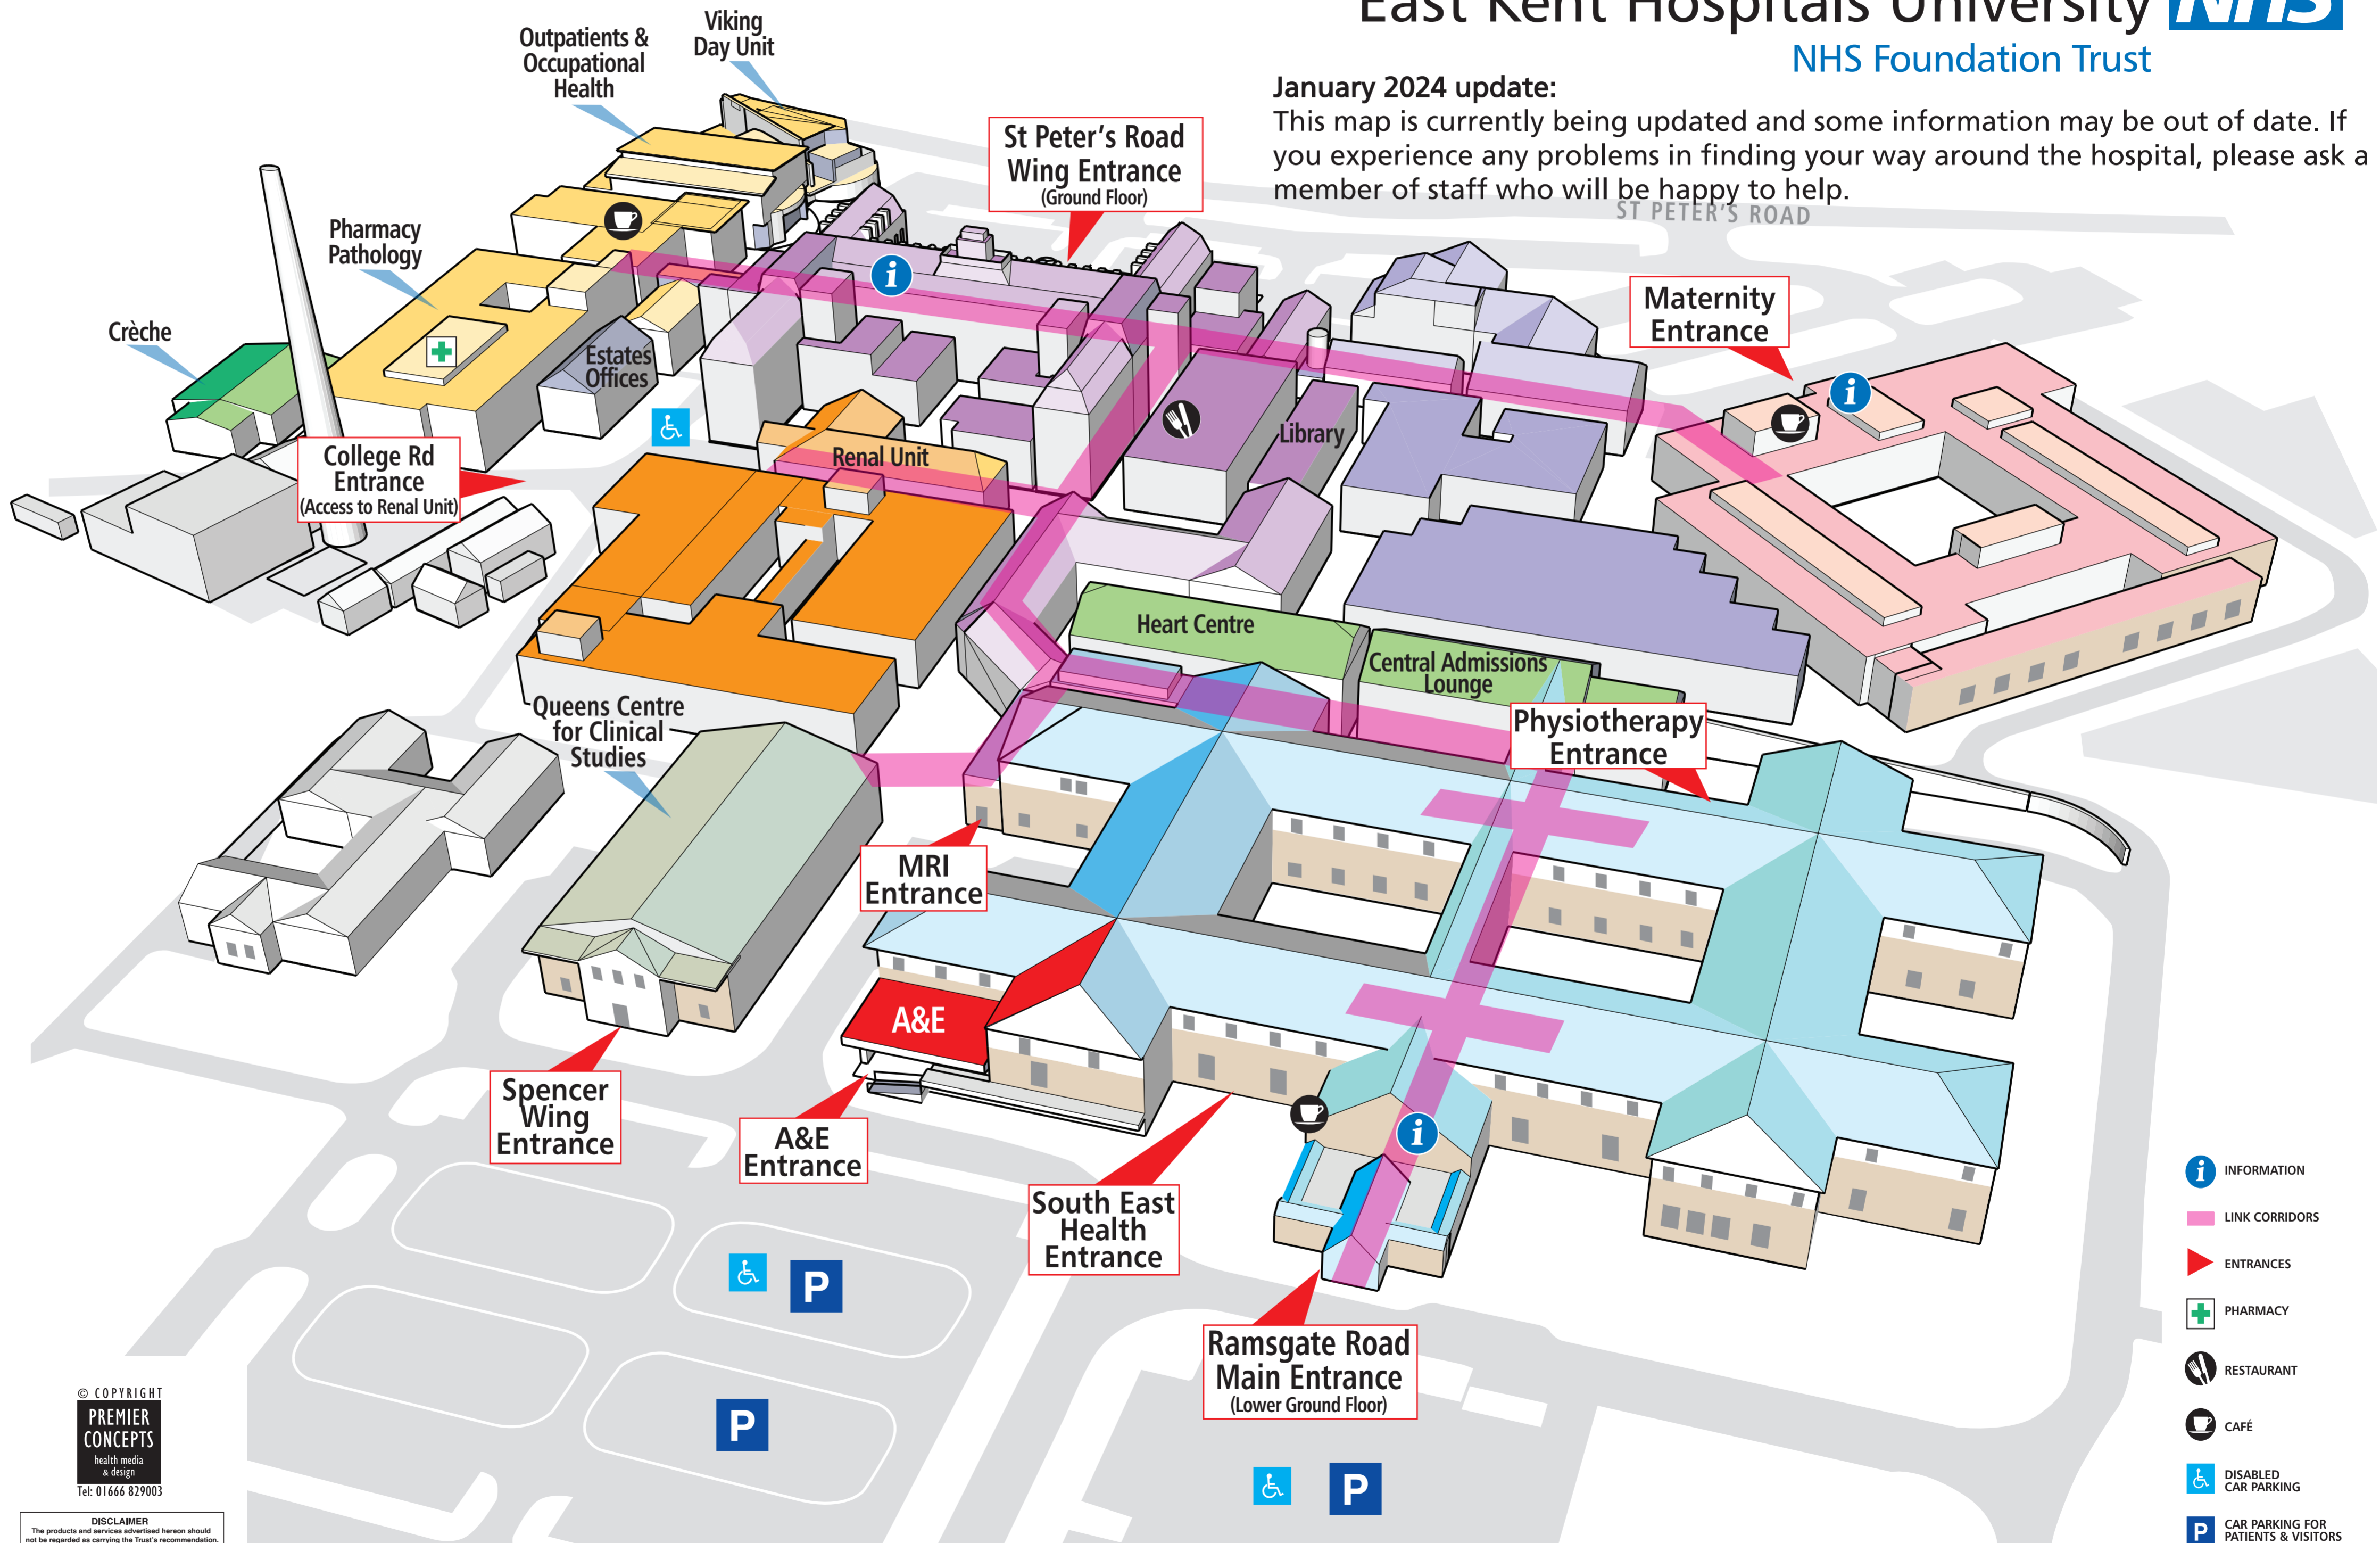 East Kent Hospitals University NHS
NHS Foundation Trust
January 2024 update:
This map is currently being updated and some information may be out of date. If
you experience any problems in finding your way around the hospital, please ask a
member of staff who will be happy to help.
ST PETER'S ROAD
Viking
Day Unit
Outpatients &
Occupational
Health
St Peter's Road
Wing Entrance
(Ground Floor)
Pharmacy
Pathology
Crèche
Estates
Offices
Maternity
Entrance
College Rd
Entrance
(Access to Renal Unit)
Renal Unit
Library
Heart Centre
Central Admissions
Lounge
Queens Centre
for Clinical
Studies
Physiotherapy
Entrance
MRI
Entrance
A&E
Spencer
Wing
Entrance
A&E
Entrance
South East
Health
Entrance
Ramsgate Road
Main Entrance
(Lower Ground Floor)
P
P
P
i
i
i
i INFORMATION
LINK CORRIDORS
ENTRANCES
PHARMACY
RESTAURANT
CAFÉ
DISABLED
CAR PARKING
P CAR PARKING FOR
PATIENTS & VISITORS
© COPYRIGHT
PREMIER
CONCEPTS
health media
& design
Tel: 01666 829003
DISCLAIMER
The products and services advertised hereon should
not be regarded as carrying the Trust's recommendation.